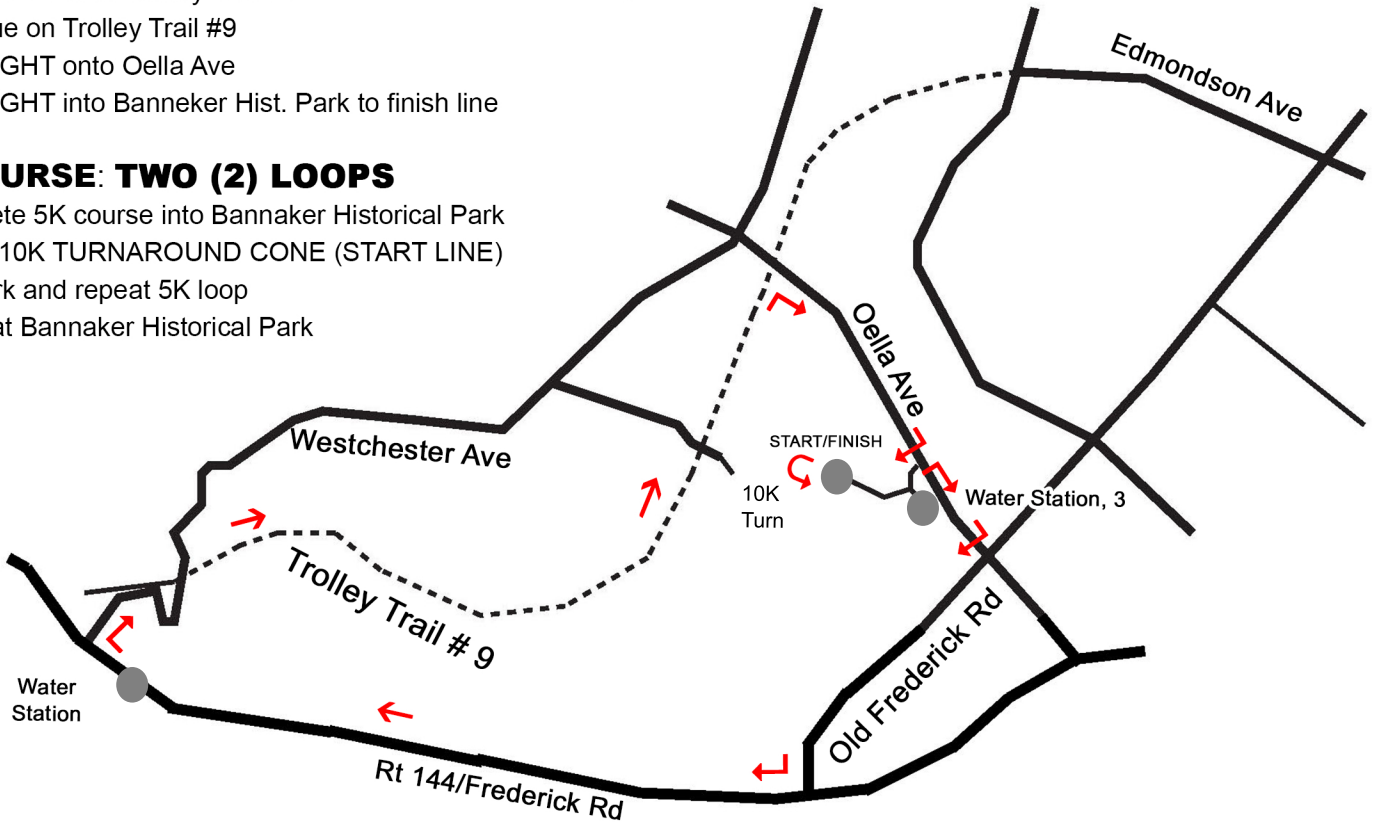 ue on Trolley Trail #9
GHT onto Oella Ave
GHT into Banneker Hist. Park to finish line
URSE: TWO (2) LOOPS
ete 5K course into Bannaker Historical Park
10K TURNAROUND CONE (START LINE)
rk and repeat 5K loop
at Bannaker Historical Park
Edmondson Ave
Oella Ave
Westchester Ave
START/FINISH
10K
Turn
Water Station, 3
Trolley Trail # 9
Old Frederick Rd
Water
Station
Rt 144/Frederick Rd